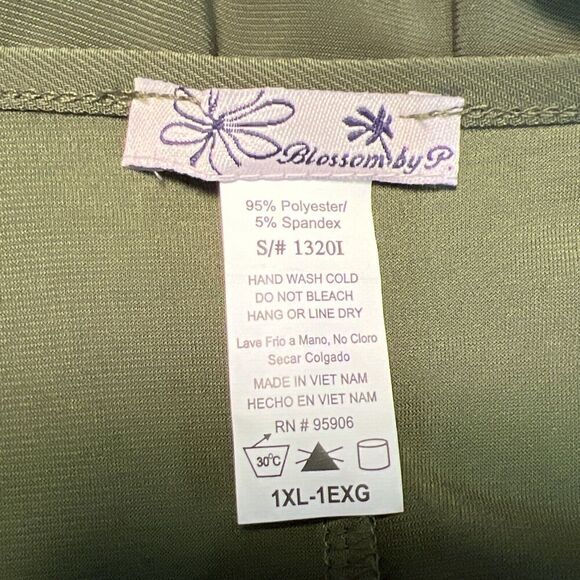 Blossom by P.
95% Polyester/
5% Spandex
S/# 1320I
HAND WASH COLD
DO NOT BLEACH
HANG OR LINE DRY
Lave Frio a Mano, No Cloro
Secar Colgado
MADE IN VIET NAM
HECHO EN VIET NAM
RN # 95906
30°C
1XL-1EXG